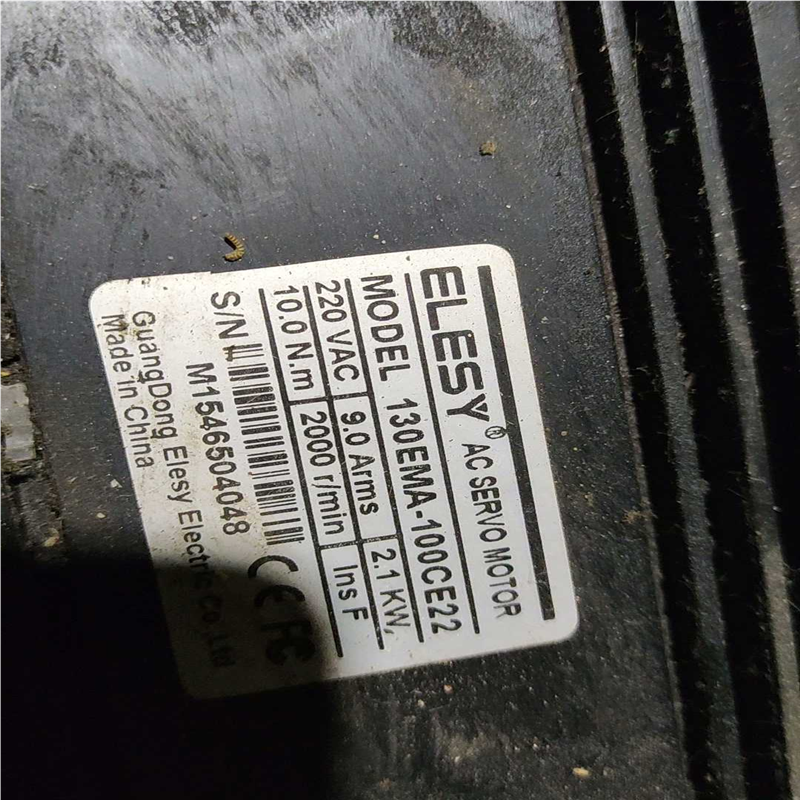 ELESY® AC SERVO MOTOR
MODEL 130EMA-100CE22
220 VAC 9.0 Arms 2.1 KW,
10.0 N.m 2000 r/min Ins F
S/N
M1546504048
CE FC
GuangDong Elesy Electric Co.,Ltd
Made in China